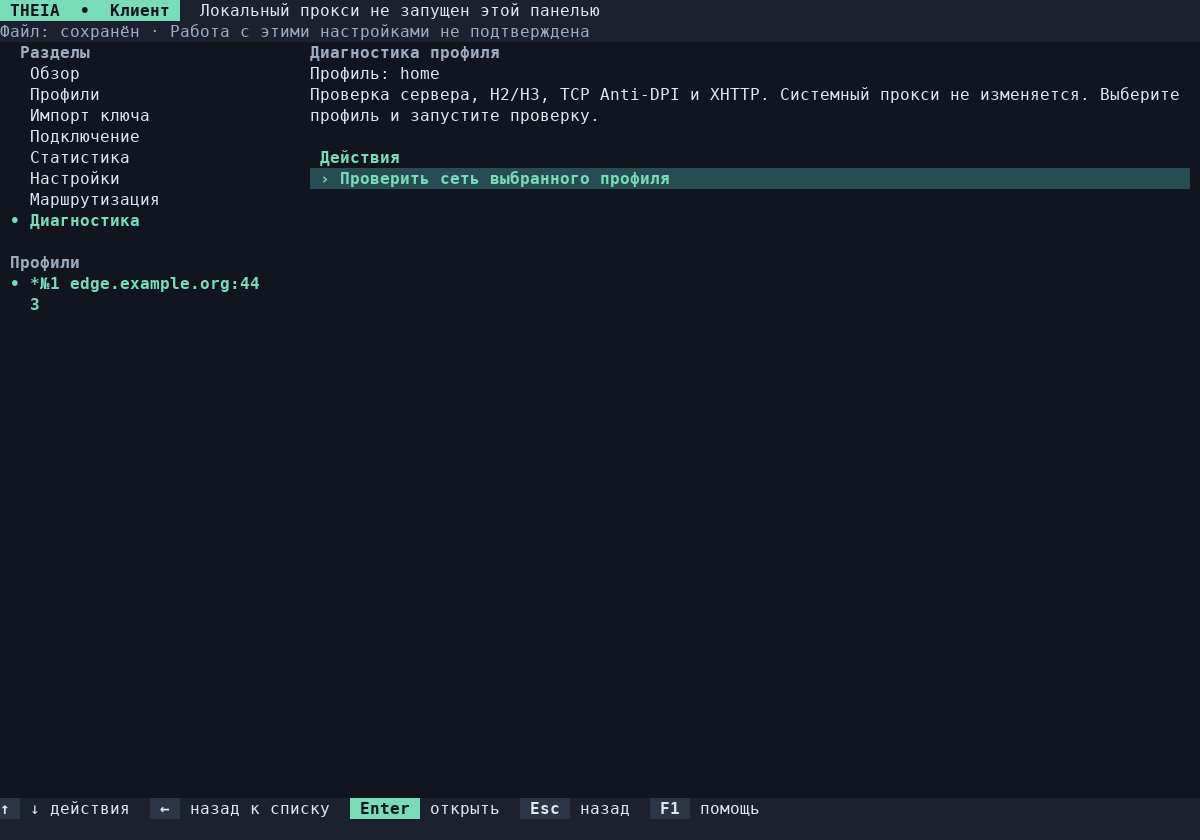 THEIA • Клиент Локальный прокси не запущен этой панелью
Файл: сохранён · Работа с этими настройками не подтверждена
Разделы
Обзор
Профили
Импорт ключа
Подключение
Статистика
Настройки
Маршрутизация
• Диагностика
Профили
• *№1 edge.example.org:44
3
Диагностика профиля
Профиль: home
Проверка сервера, H2/H3, TCP Anti-DPI и XHTTP. Системный прокси не изменяется. Выберите
профиль и запустите проверку.
Действия
› Проверить сеть выбранного профиля
↑ ↓ действия ← назад к списку Enter открыть Esc назад F1 помощь